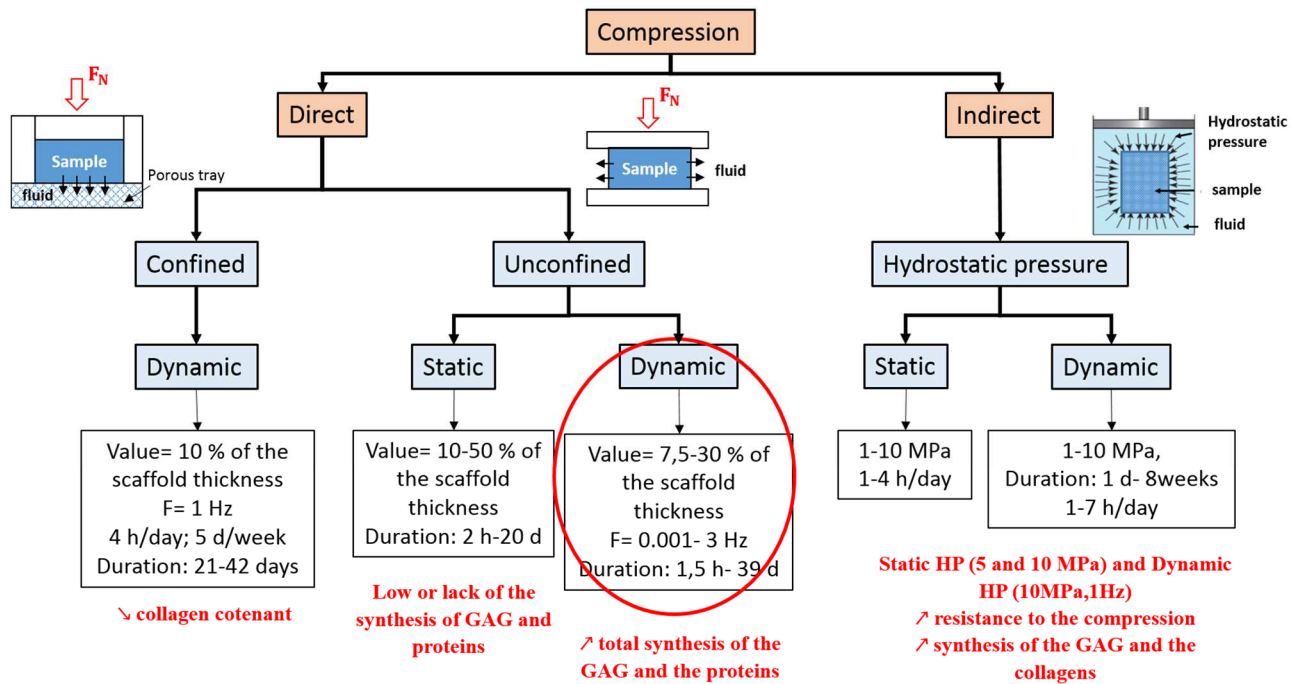 Compression
F_N
Direct
F_N
Indirect
Hydrostatic
pressure
Sample
Porous tray
fluid
Sample
fluid
sample
fluid
Confined
Unconfined
Hydrostatic pressure
Dynamic
Static
Dynamic
Static
Dynamic
Value= 10 % of the
scaffold thickness
F= 1 Hz
4 h/day; 5 d/week
Duration: 21-42 days
↘ collagen cotenant
Value= 10-50 % of
the scaffold
thickness
Duration: 2 h-20 d
Low or lack of the
synthesis of GAG and
proteins
Value= 7,5-30 % of
the scaffold
thickness
F= 0.001- 3 Hz
Duration: 1,5 h- 39 d
↗ total synthesis of the
GAG and the proteins
1-10 MPa
1-4 h/day
1-10 MPa,
Duration: 1 d- 8weeks
1-7 h/day
Static HP (5 and 10 MPa) and Dynamic
HP (10MPa,1Hz)
↗ resistance to the compression
↗ synthesis of the GAG and the
collagens